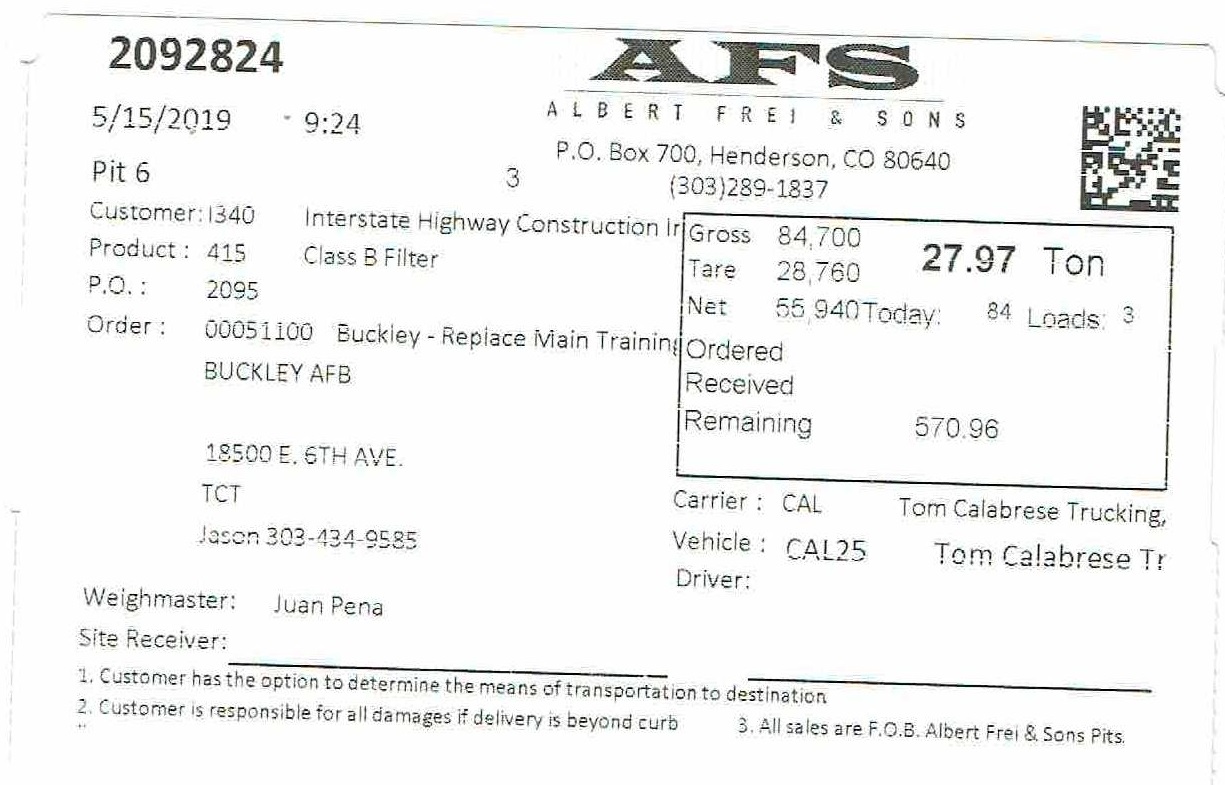 2092824
AFS
ALBERT FREI & SONS
5/15/2019 9:24
P.O. Box 700, Henderson, CO 80640
Pit 6 3 (303)289-1837
Customer: I340 Interstate Highway Construction Ir
Gross 84,700 27.97 Ton
Product : 415 Class B Filter
Tare 28,760
P.O. : 2095
Net 55,940 Today: 84 Loads: 3
Order : 00051100 Buckley - Replace Main Training
Ordered
BUCKLEY AFB
Received
Remaining 570.96
18500 E. 6TH AVE.
TCT
Carrier : CAL Tom Calabrese Trucking,
Jason 303-434-9585
Vehicle : CAL25 Tom Calabrese Tr
Driver:
Weighmaster: Juan Pena
Site Receiver:
1. Customer has the option to determine the means of transportation to destination
2. Customer is responsible for all damages if delivery is beyond curb 3. All sales are F.O.B. Albert Frei & Sons Pits.